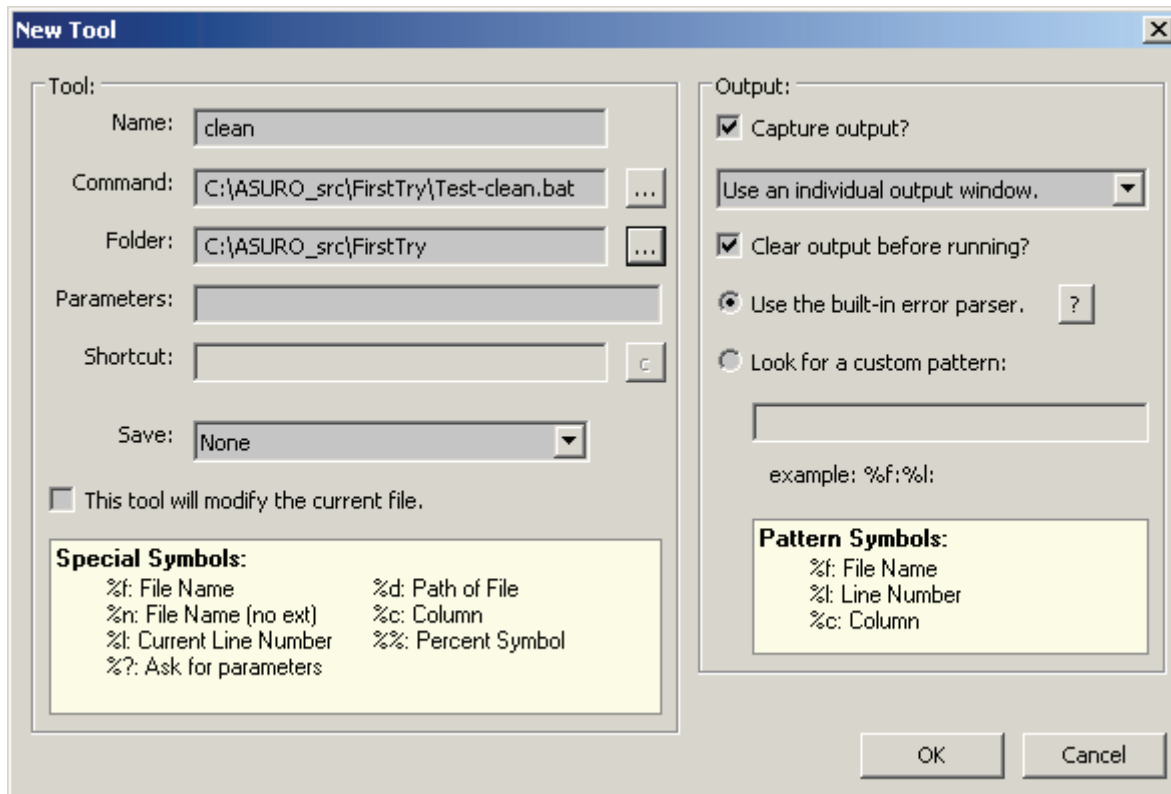 New Tool
Tool:
Name: clean
Command: C:\ASURO_src\FirstTry\Test-clean.bat ...
Folder: C:\ASURO_src\FirstTry ...
Parameters:
Shortcut: c
Save: None
This tool will modify the current file.
Special Symbols:
%f: File Name %d: Path of File
%n: File Name (no ext) %c: Column
%l: Current Line Number %%: Percent Symbol
%?: Ask for parameters
Output:
Capture output?
Use an individual output window.
Clear output before running?
Use the built-in error parser. ?
Look for a custom pattern:
example: %f:%l:
Pattern Symbols:
%f: File Name
%l: Line Number
%c: Column
OK Cancel